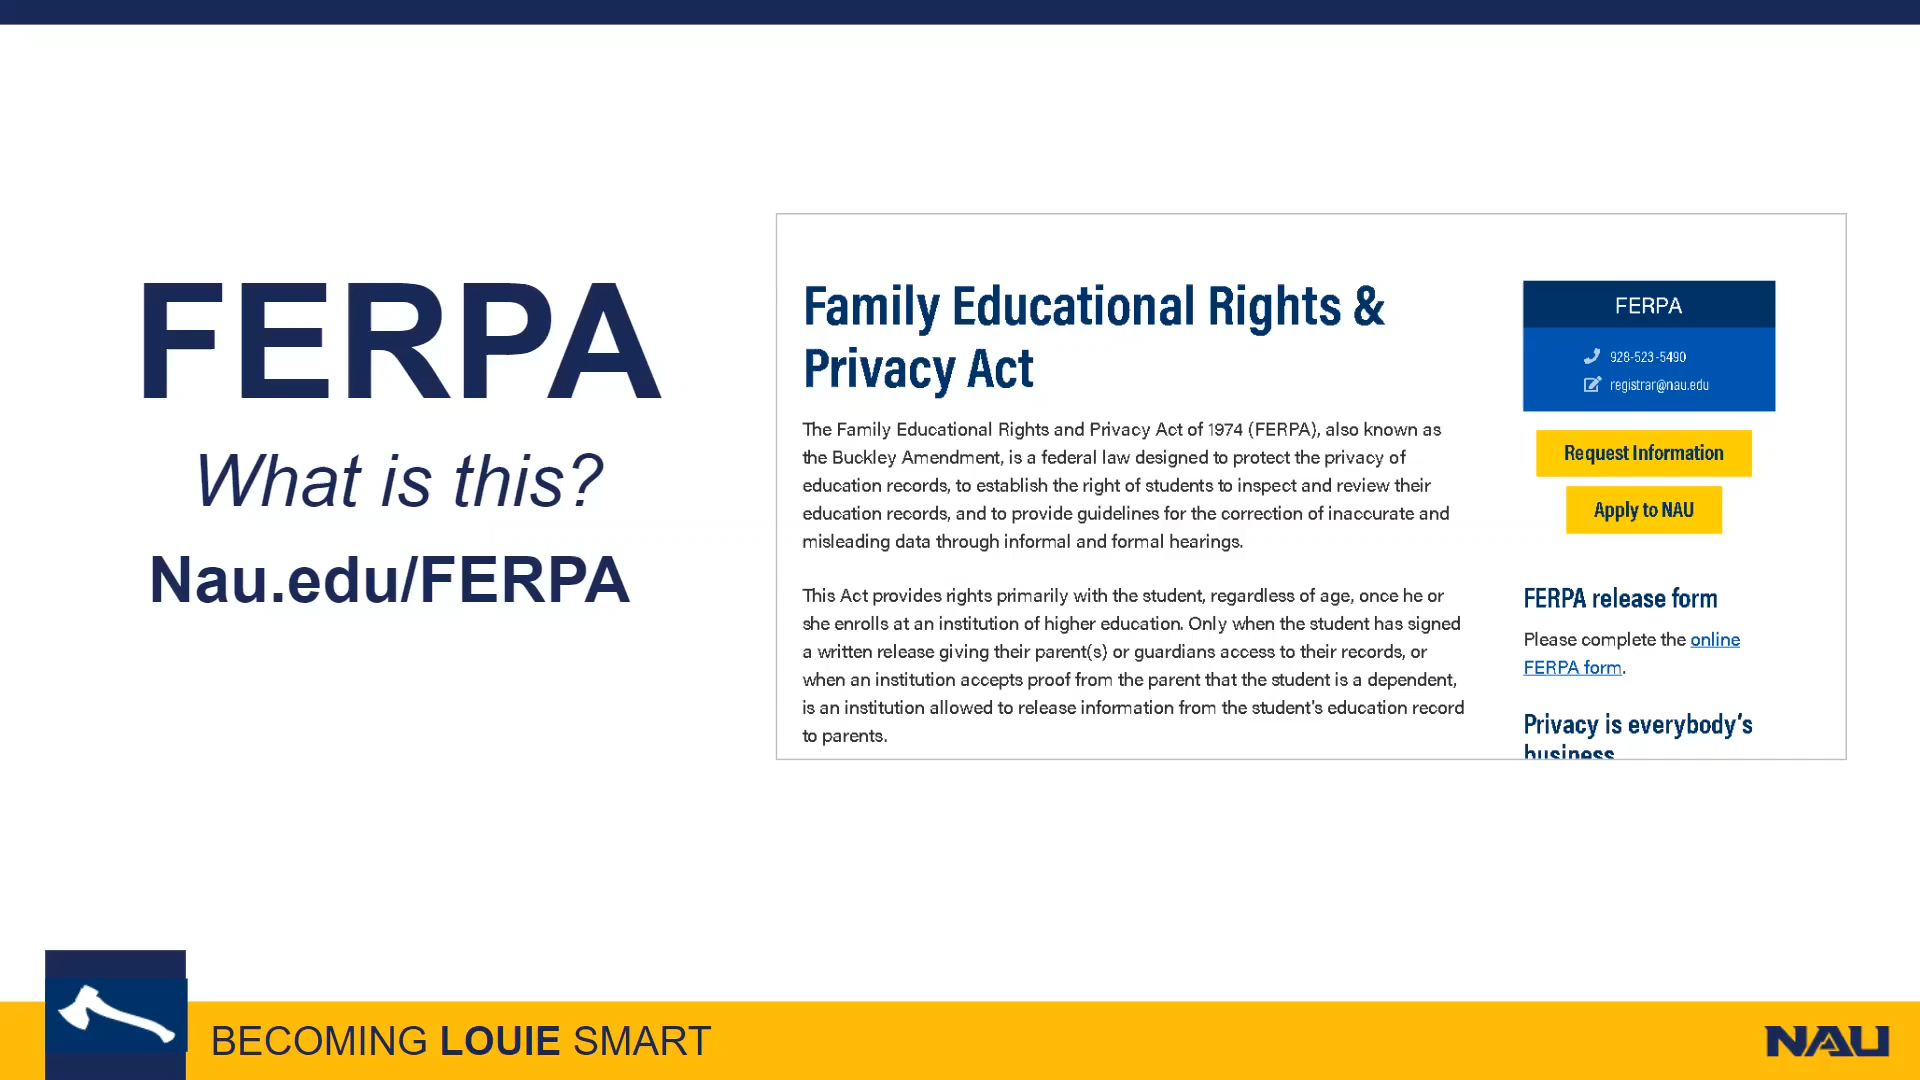 FERPA
What is this?
Nau.edu/FERPA
Family Educational Rights &
Privacy Act
The Family Educational Rights and Privacy Act of 1974 (FERPA), also known as
the Buckley Amendment, is a federal law designed to protect the privacy of
education records, to establish the right of students to inspect and review their
education records, and to provide guidelines for the correction of inaccurate and
misleading data through informal and formal hearings.
This Act provides rights primarily with the student, regardless of age, once he or
she enrolls at an institution of higher education. Only when the student has signed
a written release giving their parent(s) or guardians access to their records, or
when an institution accepts proof from the parent that the student is a dependent,
is an institution allowed to release information from the student's education record
to parents.
FERPA
928-523-5490
registrar@nau.edu
Request Information
Apply to NAU
FERPA release form
Please complete the online
FERPA form.
Privacy is everybody's
business
BECOMING LOUIE SMART
NAU